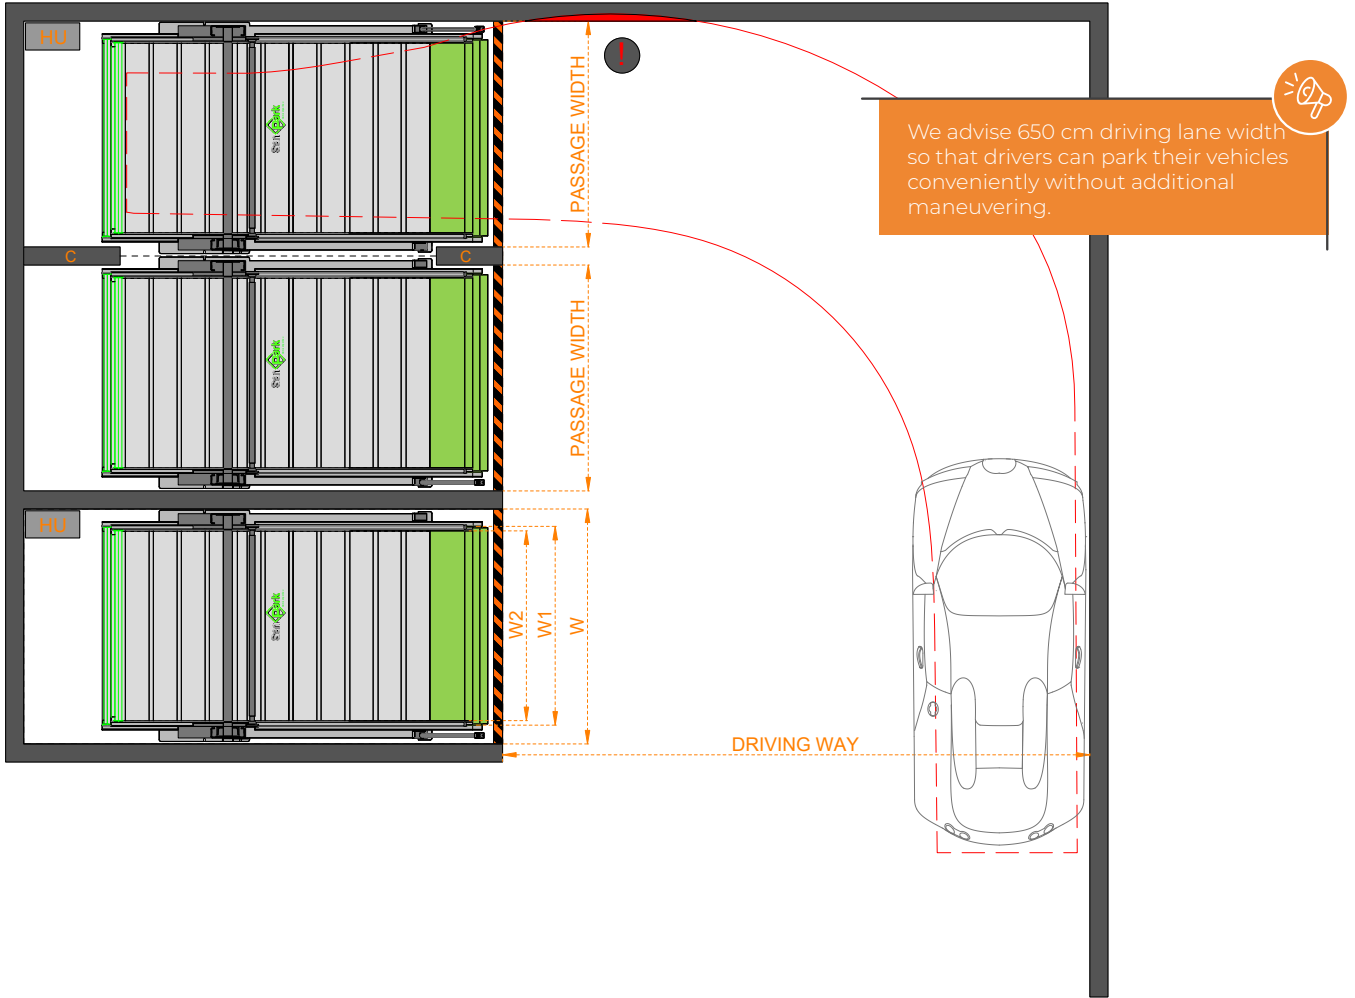 HU
!
PASSAGE WIDTH
We advise 650 cm driving lane width
so that drivers can park their vehicles
conveniently without additional
maneuvering.
C
C
PASSAGE WIDTH
HU
W2
W1
W
DRIVING WAY